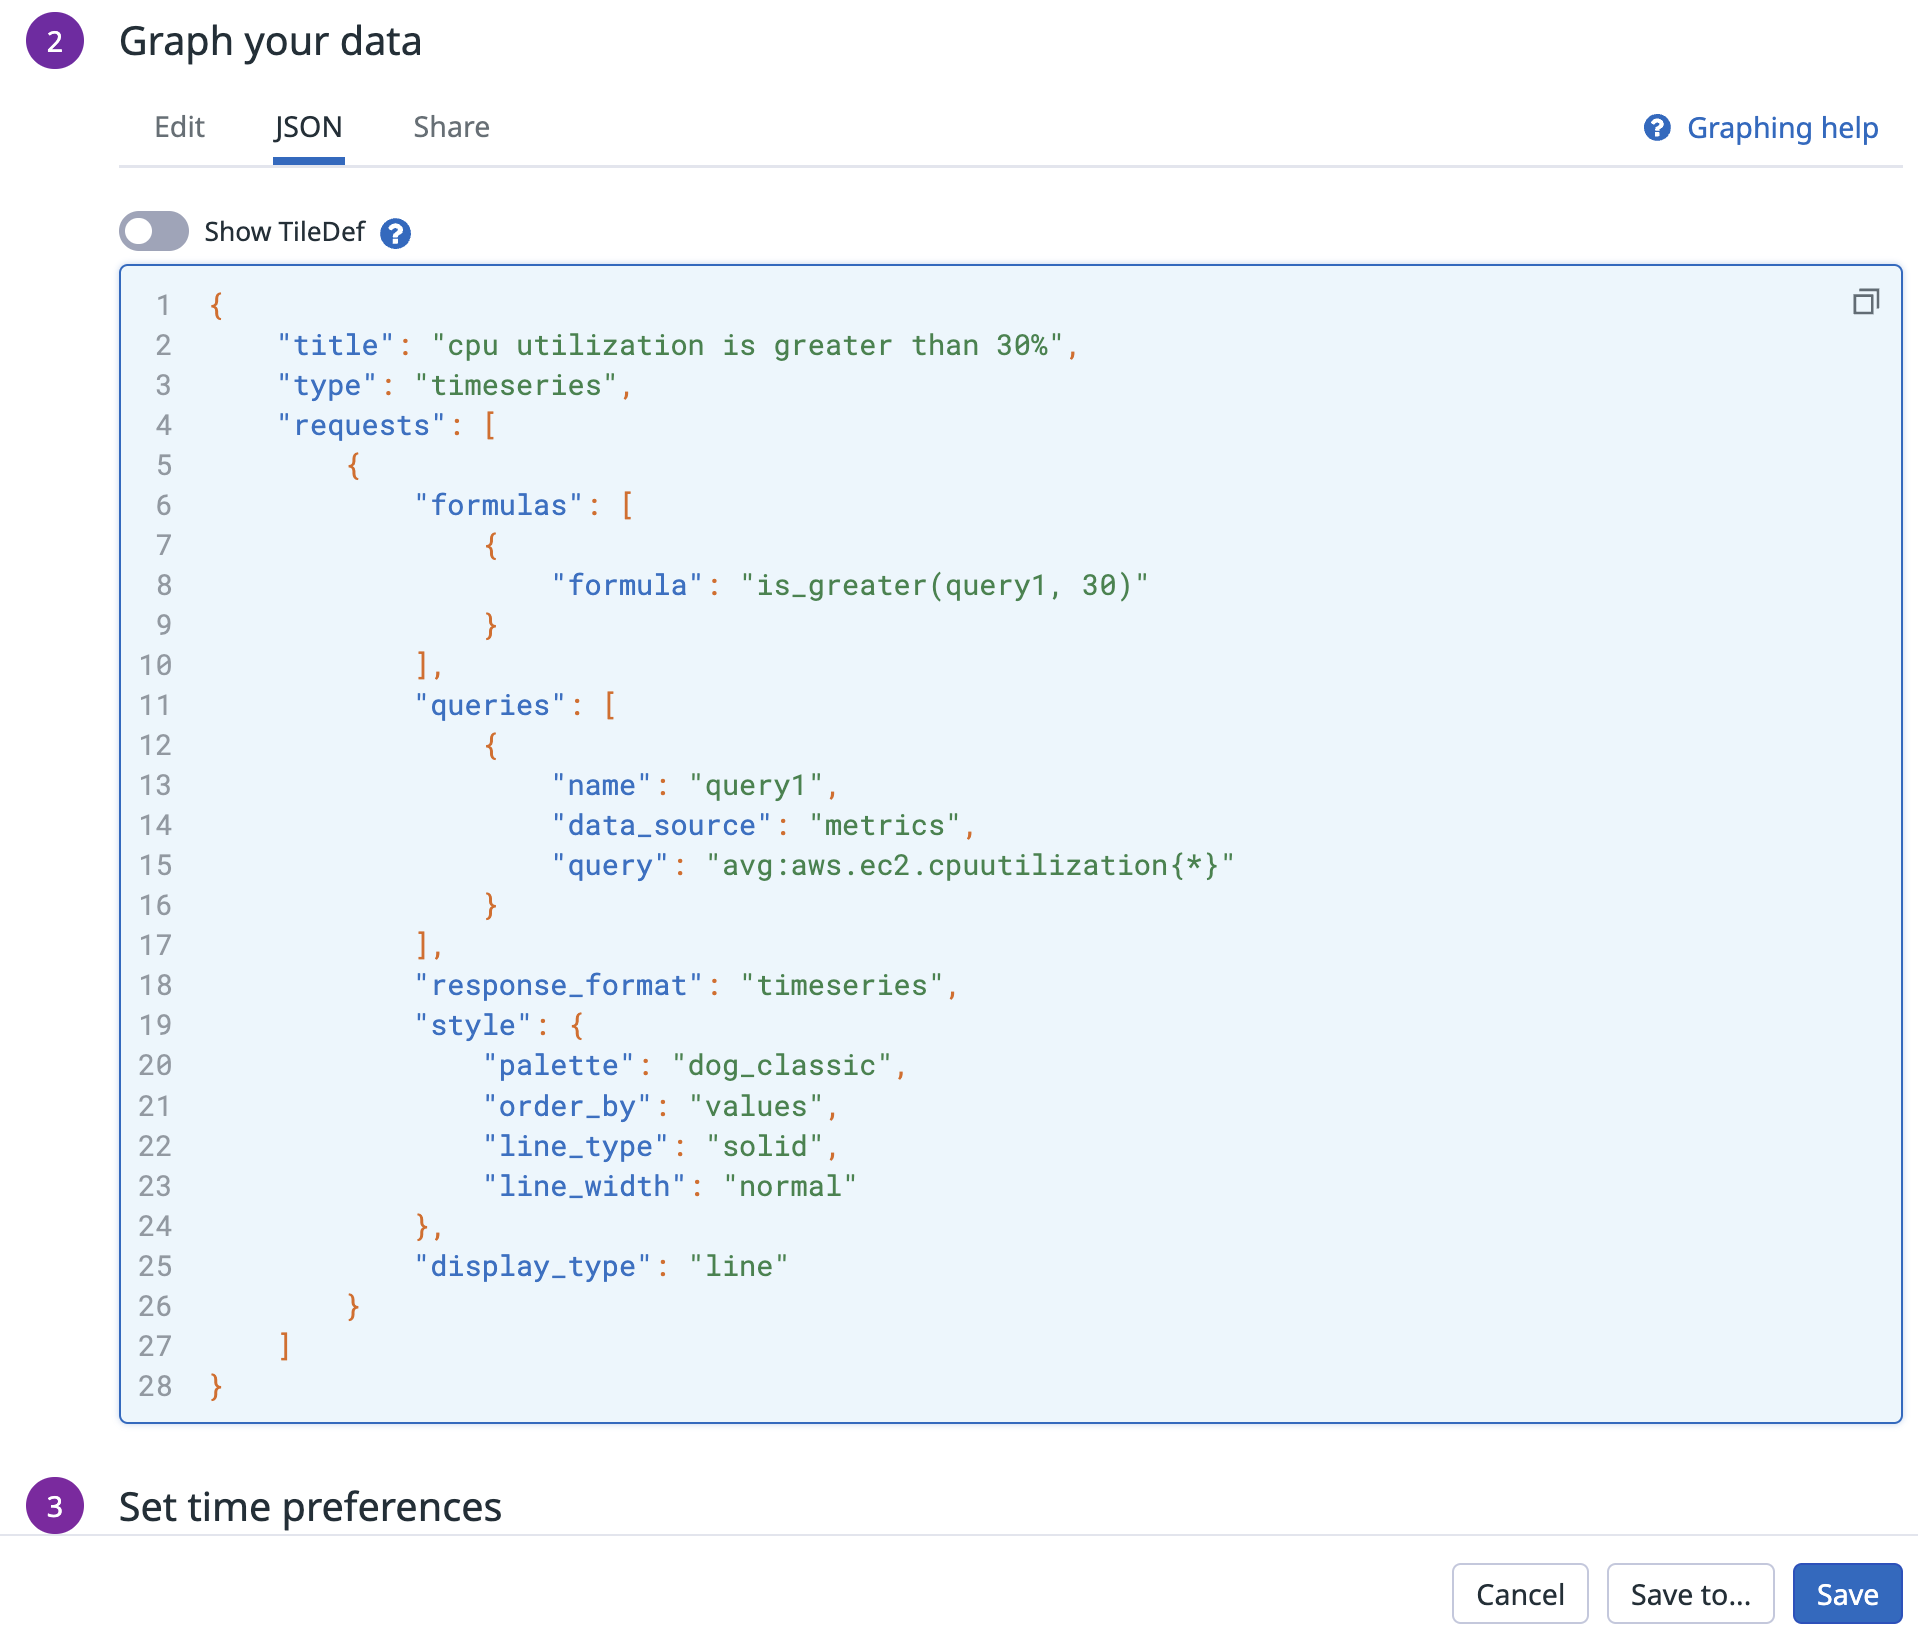 2 Graph your data
Edit JSON Share Graphing help
Show TileDef
1 {
2     "title": "cpu utilization is greater than 30%",
3     "type": "timeseries",
4     "requests": [
5         {
6             "formulas": [
7                 {
8                     "formula": "is_greater(query1, 30)"
9                 }
10             ],
11             "queries": [
12                 {
13                     "name": "query1",
14                     "data_source": "metrics",
15                     "query": "avg:aws.ec2.cpuutilization{*}"
16                 }
17             ],
18             "response_format": "timeseries",
19             "style": {
20                 "palette": "dog_classic",
21                 "order_by": "values",
22                 "line_type": "solid",
23                 "line_width": "normal"
24             },
25             "display_type": "line"
26         }
27     ]
28 }
3 Set time preferences
Cancel Save to... Save